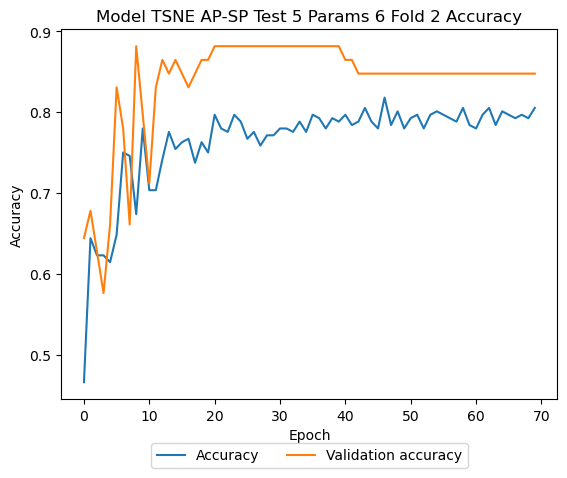 Model TSNE AP-SP Test 5 Params 6 Fold 2 Accuracy
0.9
0.8
0.7
0.6
0.5
Accuracy
0 10 20 30 40 50 60 70
Epoch
Accuracy Validation accuracy